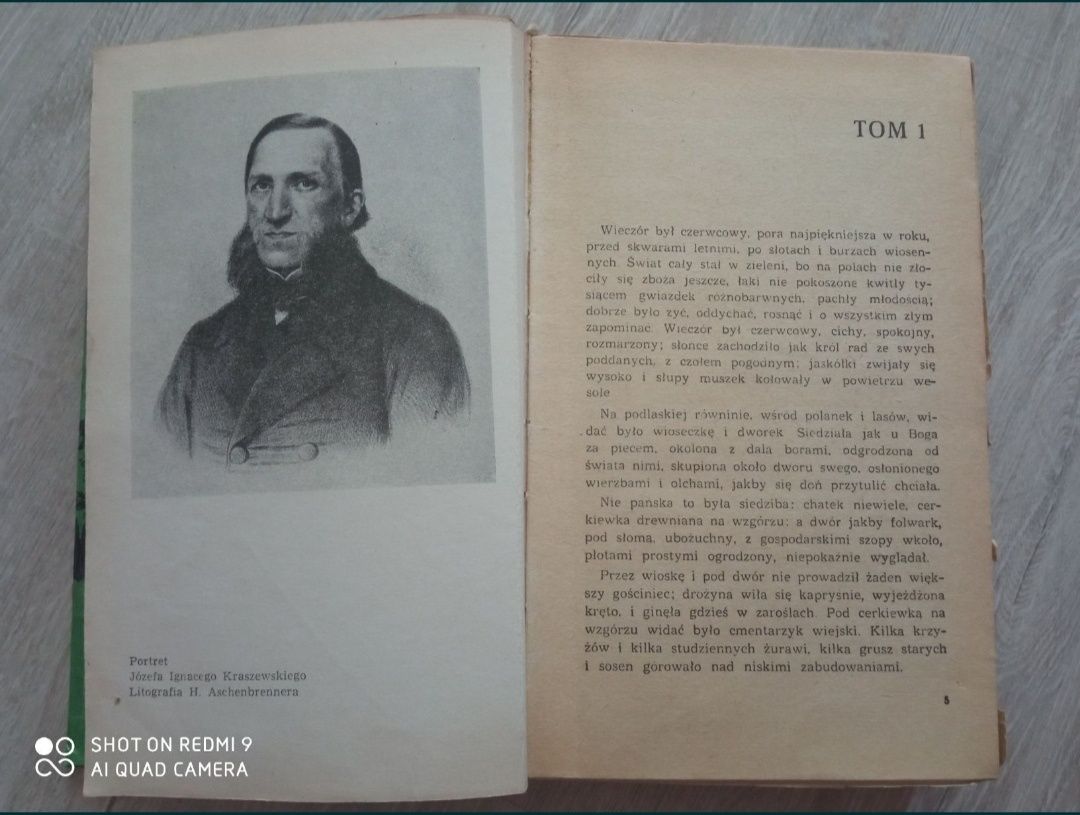 Portret
Józefa Ignacego Kraszewskiego
Litografia H. Aschenbrennera
TOM 1
Wieczór był czerwcowy, pora najpiękniejsza w roku,
przed skwarami letnimi, po słotach i burzach wiosen-
nych. Świat cały stał w zieleni, bo na polach nie zło-
ciły się zboża jeszcze, łąki nie pokoszone kwitły ty-
siącem gwiazdek różnobarwnych, pachły młodością;
dobrze było żyć, oddychać, rosnąć i o wszystkim złym
zapominać. Wieczór był czerwcowy, cichy, spokojny,
rozmarzony; słońce zachodziło jak król rad ze swych
poddanych, z czołem pogodnym; jaskółki zwijały się
wysoko i słupy muszek kołowały w powietrzu we-
sołe
Na podlaskiej równinie, wśród polanek i lasów, wi-
dać było wioseczkę i dworek Siedziała jak u Boga
za piecem, okolona z dala borami, odgrodzona od
świata nimi, skupiona około dworu swego, osłonionego
wierzbami i olchami, jakby się doń przytulić chciała.
Nie pańska to była siedziba; chatek niewiele, cer-
kiewka drewniana na wzgórzu; a dwór jakby folwark,
pod słomą, ubożuchny, z gospodarskimi szopy wkoło,
płotami prostymi ogrodzony, niepokaźnie wyglądał.
Przez wioskę i pod dwór nie prowadził żaden więk-
szy gościniec; drożyna wiła się kapryśnie, wyjeżdżona
kręto, i ginęła gdzieś w zaroślach. Pod cerkiewką na
wzgórzu widać było cmentarzyk wiejski. Kilka krzy-
żów i kilka studziennych żurawi, kilka grusz starych
i sosen górowało nad niskimi zabudowaniami.
5
SHOT ON REDMI 9
AI QUAD CAMERA